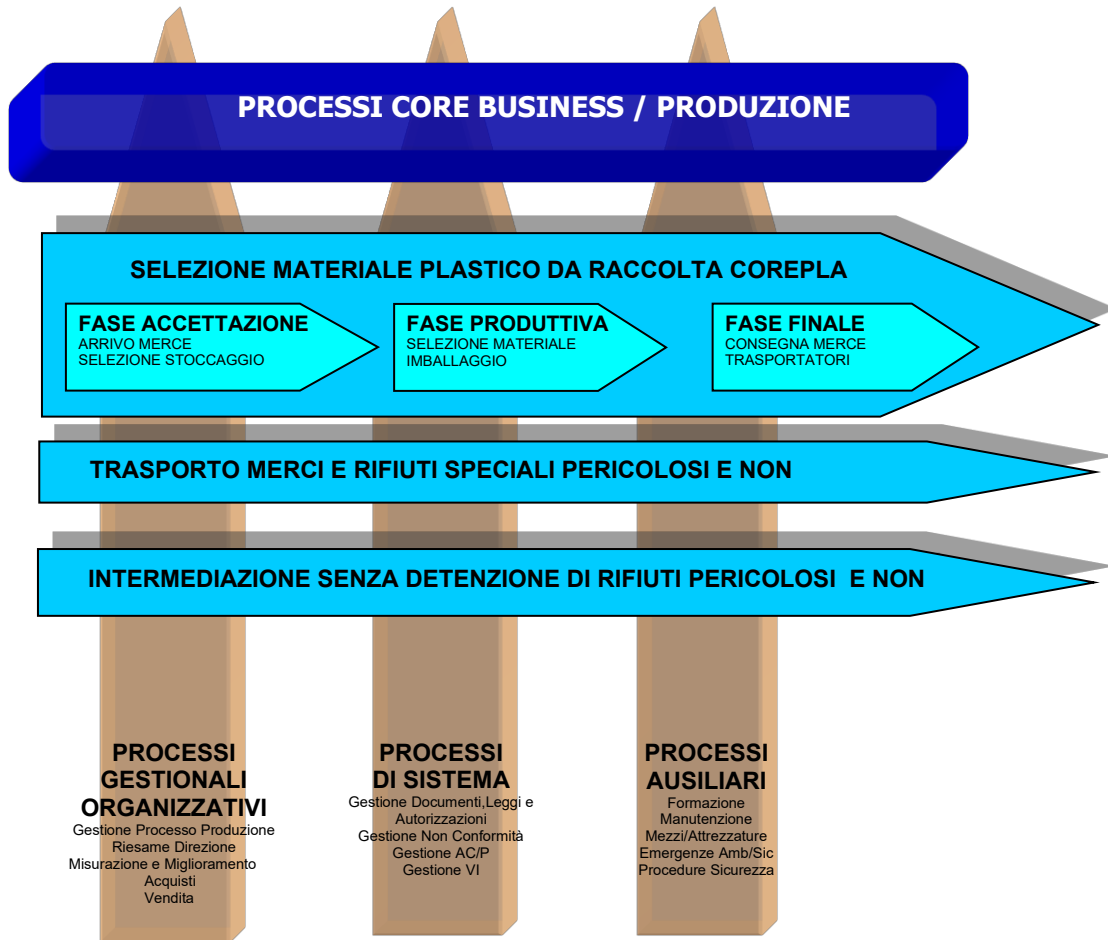 PROCESSI CORE BUSINESS / PRODUZIONE
SELEZIONE MATERIALE PLASTICO DA RACCOLTA COREPLA
FASE ACCETTAZIONE
ARRIVO MERCE
SELEZIONE STOCCAGGIO
FASE PRODUTTIVA
SELEZIONE MATERIALE
IMBALLAGGIO
FASE FINALE
CONSEGNA MERCE
TRASPORTATORI
TRASPORTO MERCI E RIFIUTI SPECIALI PERICOLOSI E NON
INTERMEDIAZIONE SENZA DETENZIONE DI RIFIUTI PERICOLOSI E NON
PROCESSI
GESTIONALI
ORGANIZZATIVI
Gestione Processo Produzione
Riesame Direzione
Misurazione e Miglioramento
Acquisti
Vendita
PROCESSI
DI SISTEMA
Gestione Documenti,Leggi e
Autorizzazioni
Gestione Non Conformità
Gestione AC/P
Gestione VI
PROCESSI
AUSILIARI
Formazione
Manutenzione
Mezzi/Attrezzature
Emergenze Amb/Sic
Procedure Sicurezza